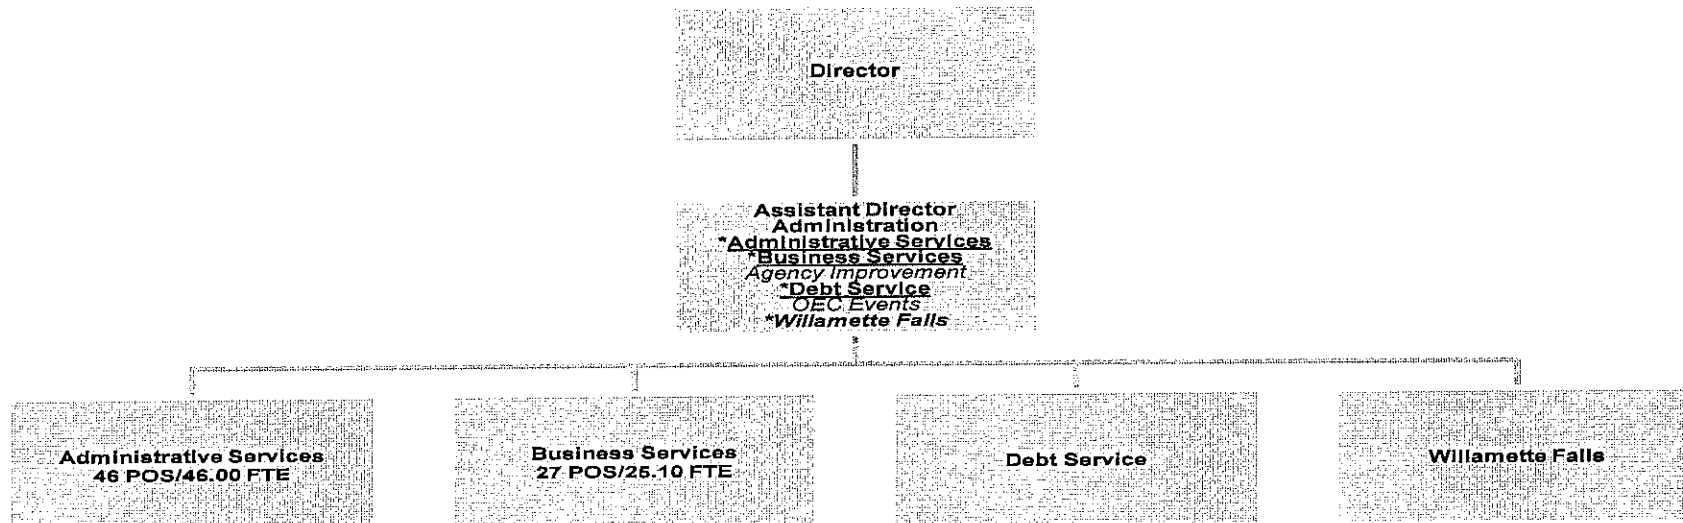 Director
Assistant Director
Administration
*Administrative Services
*Business Services
Agency Improvement
*Debt Service
OEC Events
*Willamette Falls
Administrative Services
46 POS/46.00 FTE
Business Services
27 POS/25.10 FTE
Debt Service
Willamette Falls